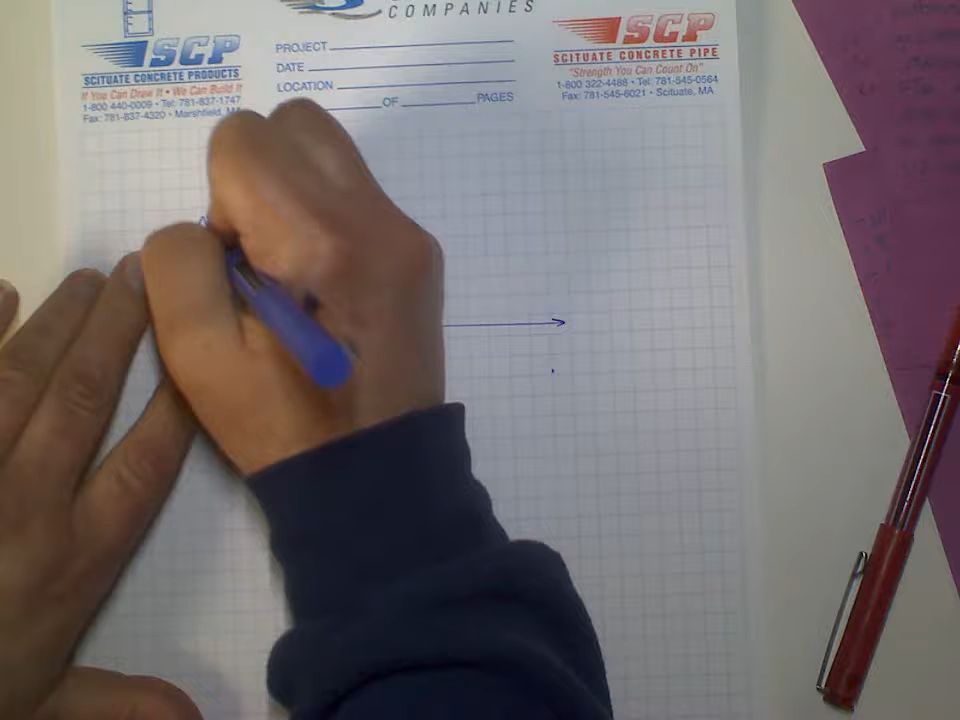 COMPANIES
SCP
SCITUATE CONCRETE PRODUCTS
If You Can Draw It • We Can Build It
1-800 440-0009 • Tel: 781-837-1747
Fax: 781-837-4320 • Marshfield, MA
PROJECT
DATE
LOCATION
OF PAGES
SCP
SCITUATE CONCRETE PIPE
"Strength You Can Count On"
1-800 322-4488 • Tel: 781-545-0564
Fax: 781-545-6021 • Scituate, MA